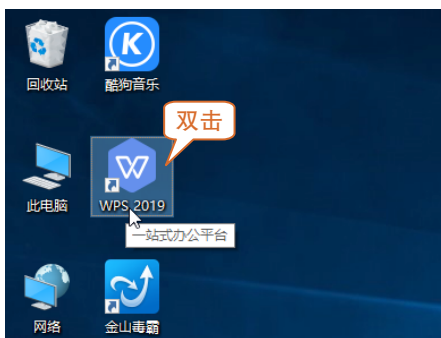 回收站
酷狗音乐
双击
此电脑
WPS 2019
一站式办公平台
网络
金山毒霸